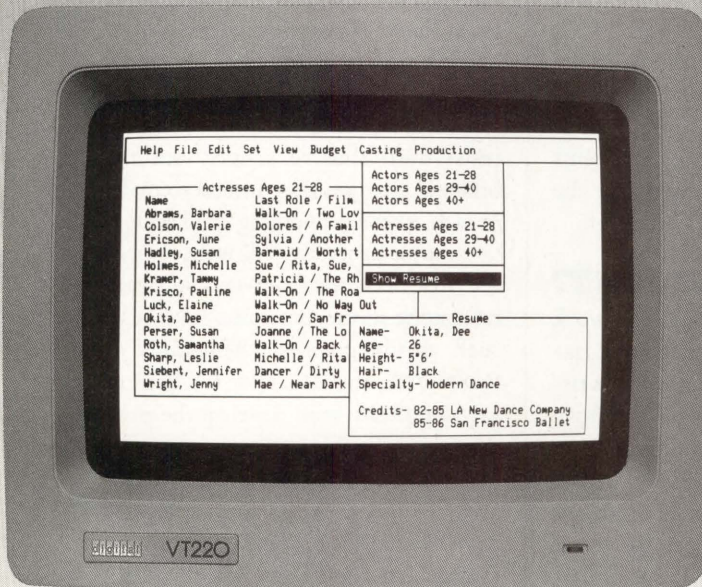 Help File Edit Set View Budget Casting Production
Actors Ages 21-28
Actors Ages 29-40
Actors Ages 40+
Actresses Ages 21-28
Actresses Ages 29-40
Actresses Ages 40+
Show Resume
Actresses Ages 21-28
Name Last Role / Film
Abrams, Barbara Walk-On / Two Lov
Colson, Valerie Dolores / A Famil
Ericson, June Sylvia / Another
Hadley, Susan Barmaid / Worth t
Holmes, Michelle Sue / Rita, Sue,
Kramer, Tammy Patricia / The Rh
Krisco, Pauline Walk-On / The Roa
Luck, Elaine Walk-On / No Way Out
Okita, Dee Dancer / San Fr
Perser, Susan Joanne / The Lo
Roth, Samantha Walk-On / Back
Sharp, Leslie Michelle / Rita
Siebert, Jennifer Dancer / Dirty
Wright, Jenny Mae / Near Dark
Resume
Name- Okita, Dee
Age- 26
Height- 5"6'
Hair- Black
Specialty- Modern Dance
Credits- 82-85 LA New Dance Company
85-86 San Francisco Ballet
digital VT220